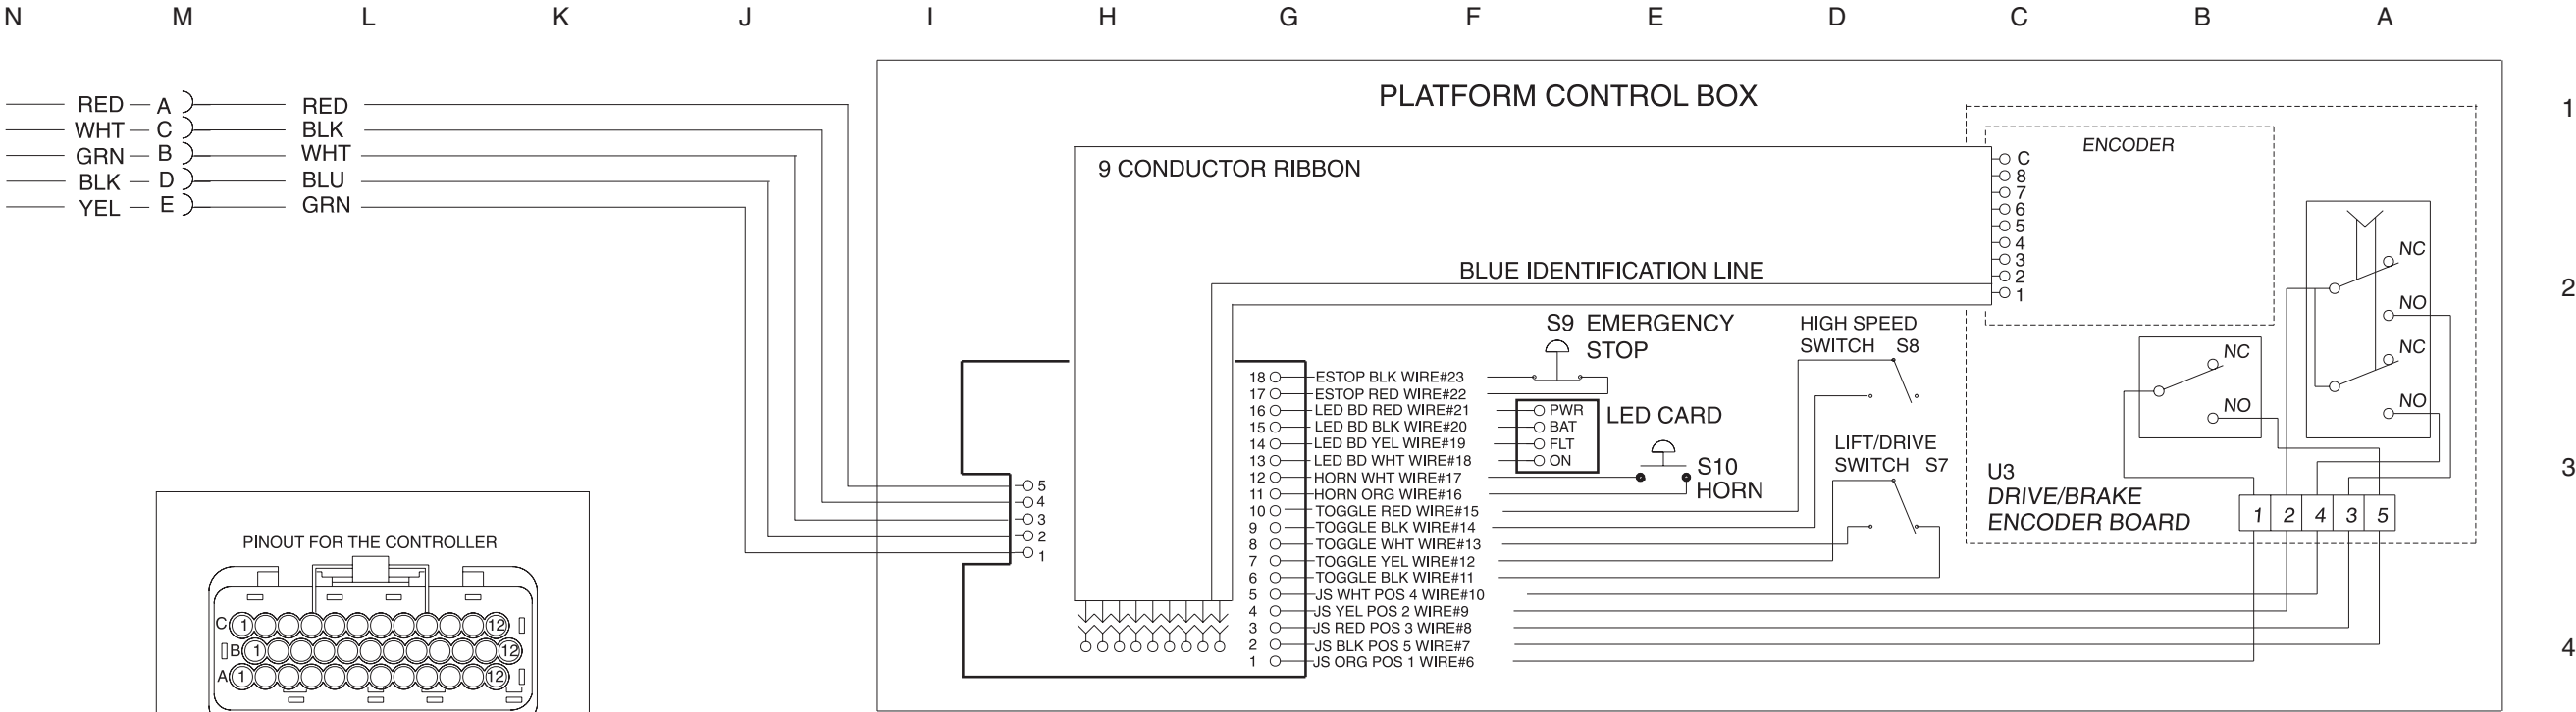 N M L K J I H G F E D C B A
PLATFORM CONTROL BOX
1
2
3
4
RED A RED
WHT C BLK
GRN B WHT
BLK D BLU
YEL E GRN
9 CONDUCTOR RIBBON
BLUE IDENTIFICATION LINE
ENCODER
C
8
7
6
5
4
3
2
1
NC
NO
NC
NO
NC
NO
S9 EMERGENCY
STOP
HIGH SPEED
SWITCH S8
18 ESTOP BLK WIRE#23
17 ESTOP RED WIRE#22
16 LED BD RED WIRE#21
15 LED BD BLK WIRE#20
14 LED BD YEL WIRE#19
13 LED BD WHT WIRE#18
12 HORN WHT WIRE#17
11 HORN ORG WIRE#16
10 TOGGLE RED WIRE#15
9 TOGGLE BLK WIRE#14
8 TOGGLE WHT WIRE#13
7 TOGGLE YEL WIRE#12
6 TOGGLE BLK WIRE#11
5 JS WHT POS 4 WIRE#10
4 JS YEL POS 2 WIRE#9
3 JS RED POS 3 WIRE#8
2 JS BLK POS 5 WIRE#7
1 JS ORG POS 1 WIRE#6
PWR
BAT
FLT
ON
LED CARD
S10
HORN
LIFT/DRIVE
SWITCH S7
U3
DRIVE/BRAKE
ENCODER BOARD
1 2 4 3 5
5
4
3
2
1
PINOUT FOR THE CONTROLLER
C 1 12
B 1 12
A 1 12